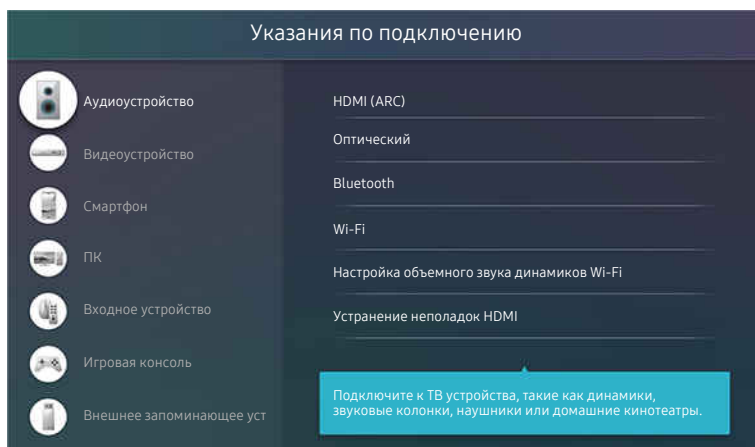 Указания по подключению
Аудиоустройство
Видеоустройство
Смартфон
ПК
Входное устройство
Игровая консоль
Внешнее запоминающее уст
HDMI (ARC)
Оптический
Bluetooth
Wi-Fi
Настройка объемного звука динамиков Wi-Fi
Устранение неполадок HDMI
Подключите к ТВ устройства, такие как динамики,
звуковые колонки, наушники или домашние кинотеатры.